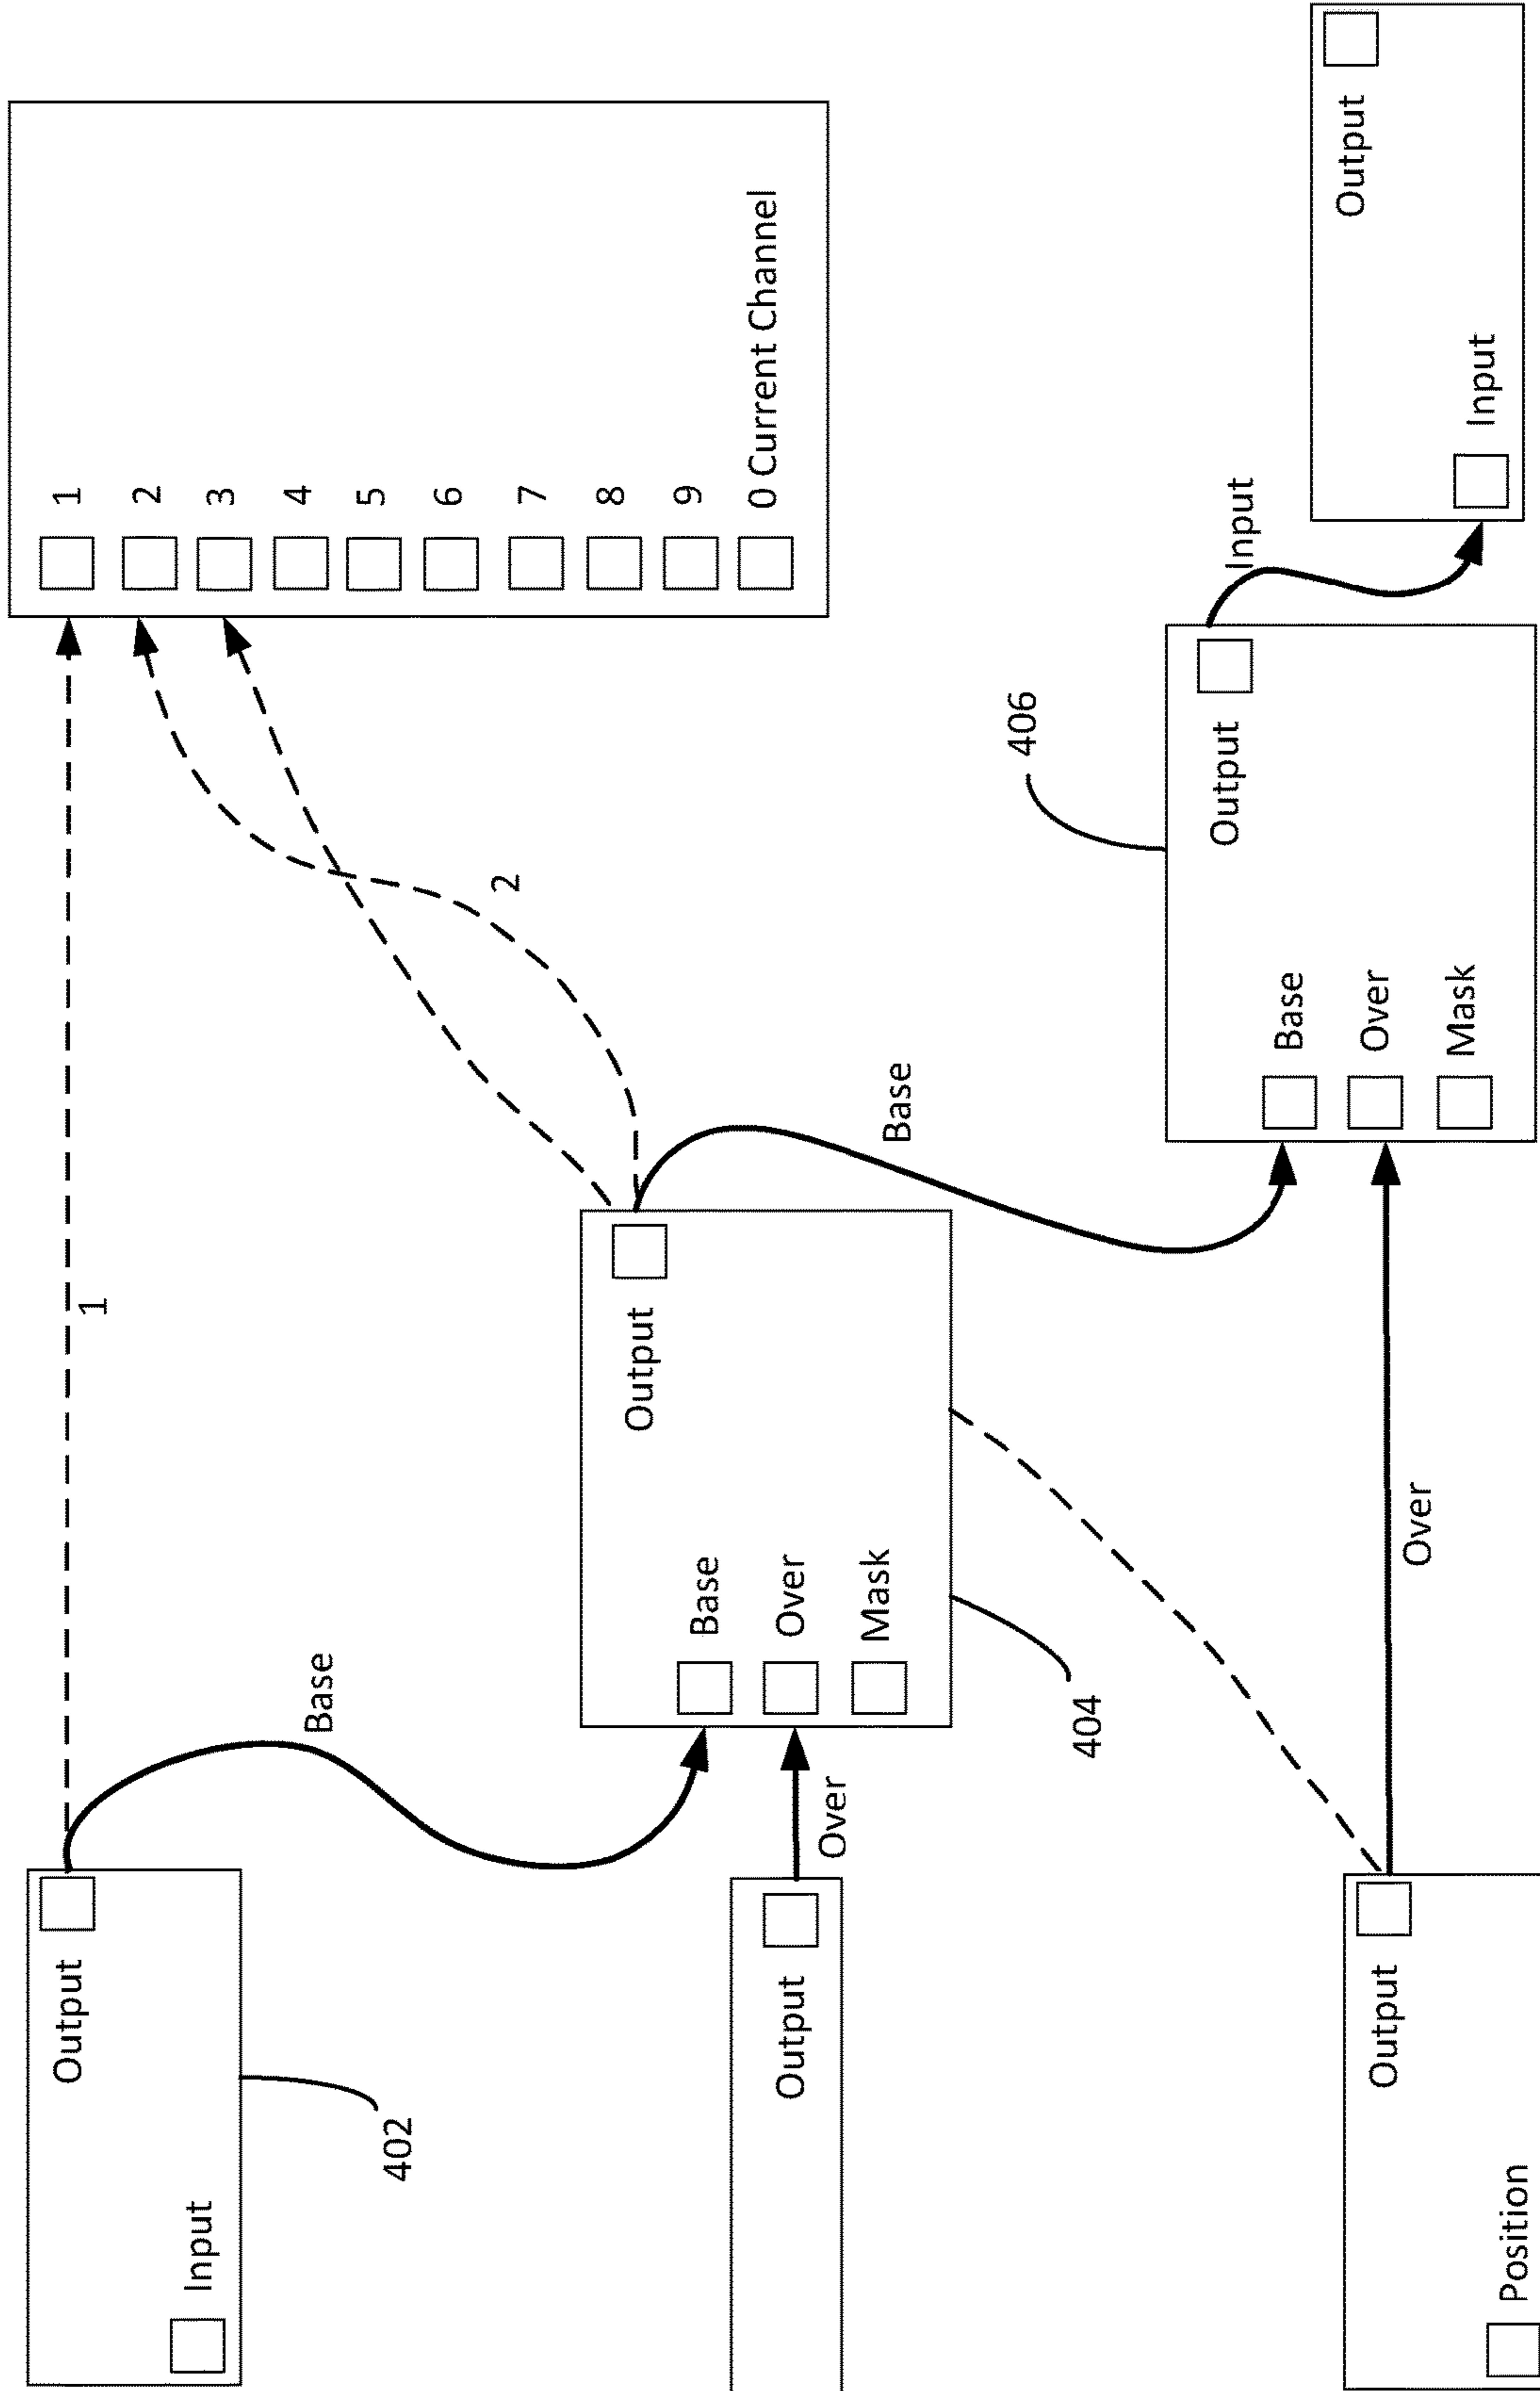 Input
Output
402
Base
1
1
2
3
4
5
6
7
8
9
0 Current Channel
2
Output
Over
Base
Over
Mask
Output
404
Base
Position
Output
Over
Base
Over
Mask
Output
406
Input
Input
Output